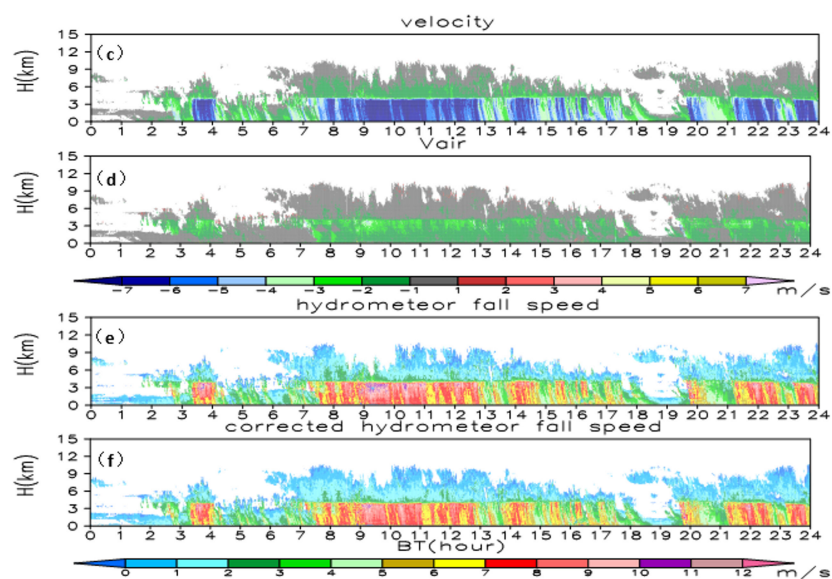 velocity
15
(c)
12
9
H(km)
6
3
0
0 1 2 3 4 5 6 7 8 9 10 11 12 13 14 15 16 17 18 19 20 21 22 23 24
Vair
15
(d)
12
9
H(km)
6
3
0
0 1 2 3 4 5 6 7 8 9 10 11 12 13 14 15 16 17 18 19 20 21 22 23 24
-7 -6 -5 -4 -3 -2 -1 1 2 3 4 5 6 7 m/s
hydrometeor fall speed
15
(e)
12
9
H(km)
6
3
0
0 1 2 3 4 5 6 7 8 9 10 11 12 13 14 15 16 17 18 19 20 21 22 23 24
corrected hydrometeor fall speed
15
(f)
12
9
H(km)
6
3
0
0 1 2 3 4 5 6 7 8 9 10 11 12 13 14 15 16 17 18 19 20 21 22 23 24
BT(hour)
0 1 2 3 4 5 6 7 8 9 10 11 12 m/s